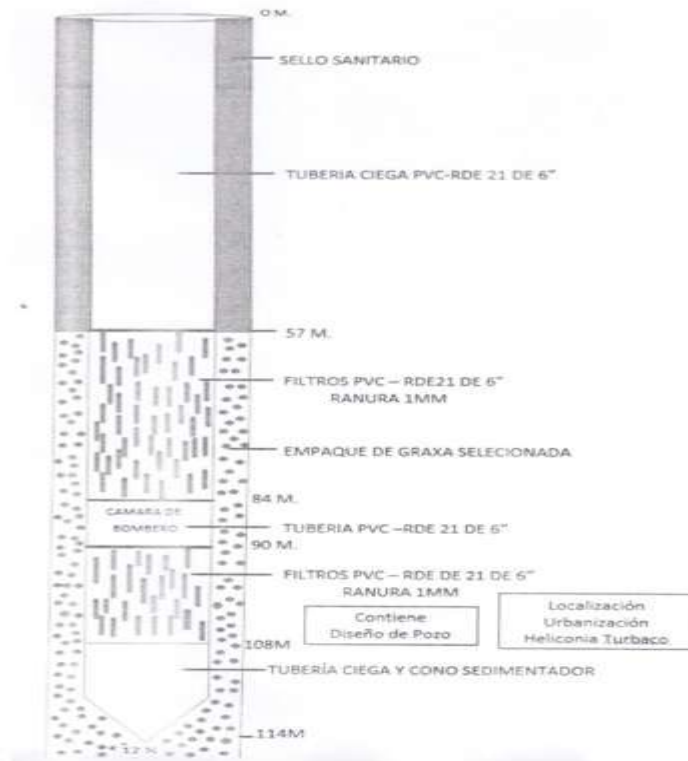 0 M.
SELLO SANITARIO
TUBERIA CIEGA PVC-RDE 21 DE 6"
57 M.
FILTROS PVC – RDE21 DE 6"
RANURA 1MM
EMPAQUE DE GRAXA SELECIONADA
84 M.
CAMARA DE
BOMBERO
TUBERIA PVC –RDE 21 DE 6"
90 M.
FILTROS PVC – RDE DE 21 DE 6"
RANURA 1MM
Contiene
Diseño de Pozo
Localización
Urbanización
Heliconia Turbaco
108M
TUBERÍA CIEGA Y CONO SEDIMENTADOR
114M